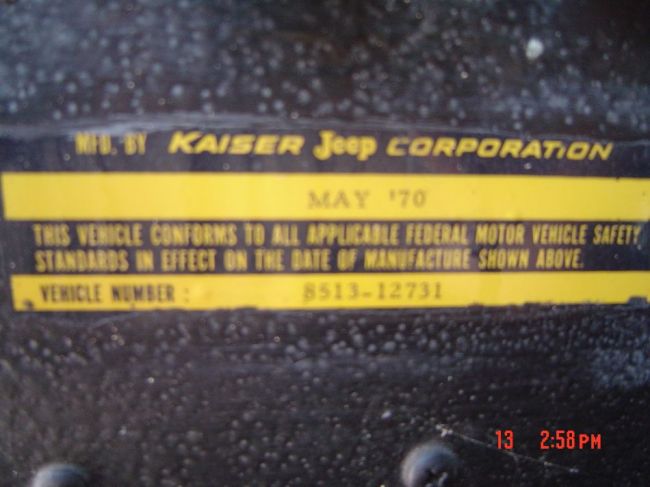 MFD. BY KAISER Jeep CORPORATION
MAY '70
THIS VEHICLE CONFORMS TO ALL APPLICABLE FEDERAL MOTOR VEHICLE SAFETY
STANDARDS IN EFFECT ON THE DATE OF MANUFACTURE SHOWN ABOVE.
VEHICLE NUMBER : 8513-12731
13 2:58PM